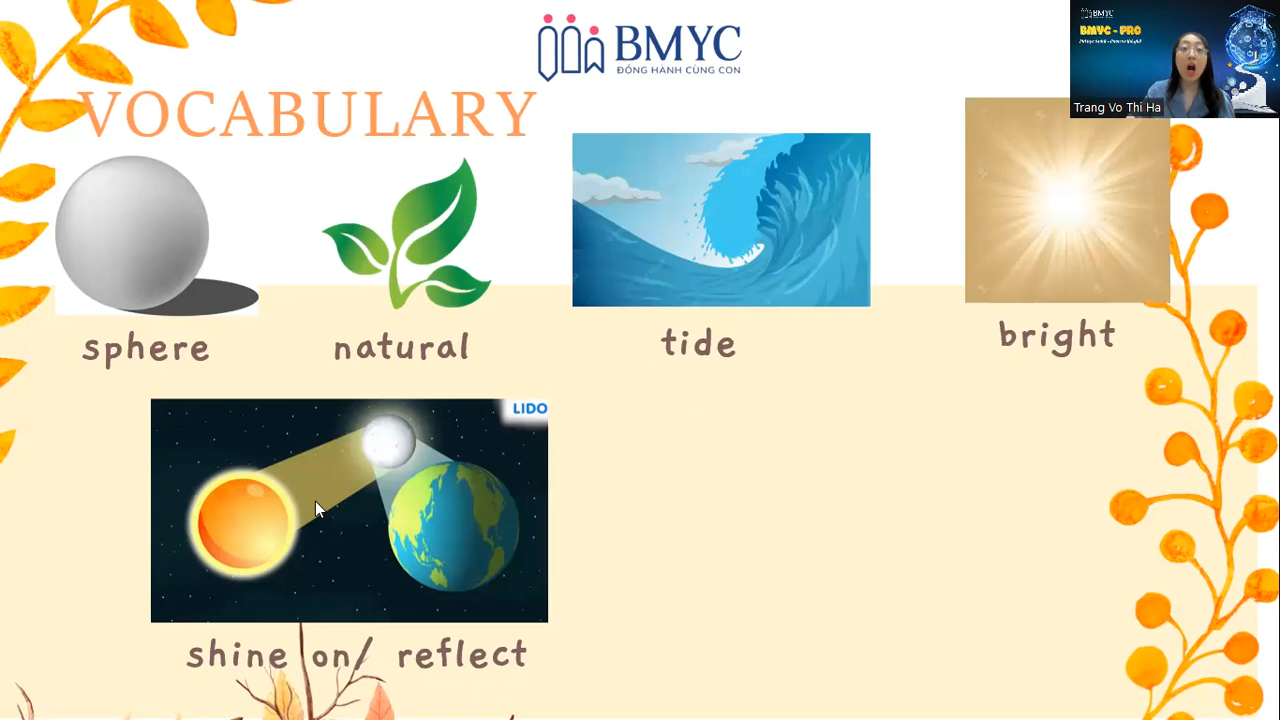 BMYC
ĐỒNG HÀNH CÙNG CON
BMYC
BMYC - PRO
Trang Vo Thi Ha
VOCABULARY
sphere
natural
tide
bright
LIDO
shine on/ reflect